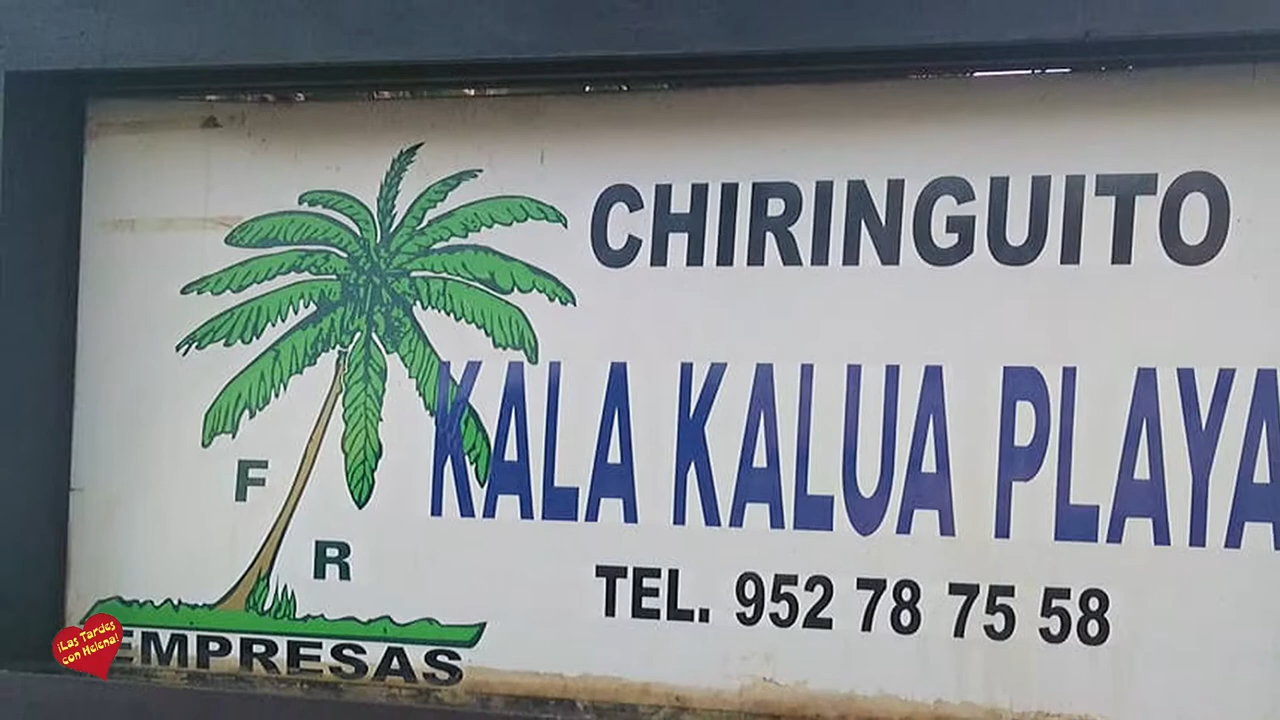 CHIRINGUITO
KALA KALUA PLAYA
TEL. 952 78 75 58
F
R
EMPRESAS
¡Las Tardes
con Helena!